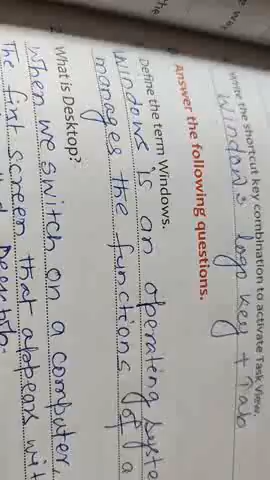 Write the shortcut key combination to activate Task View.
Windows logo key + Tab
Answer the following questions.
Define the term Windows.
Windows is an operating syste
manages the functions of a
What is Desktop?
When we switch on a computer,
The first screen that appears wit